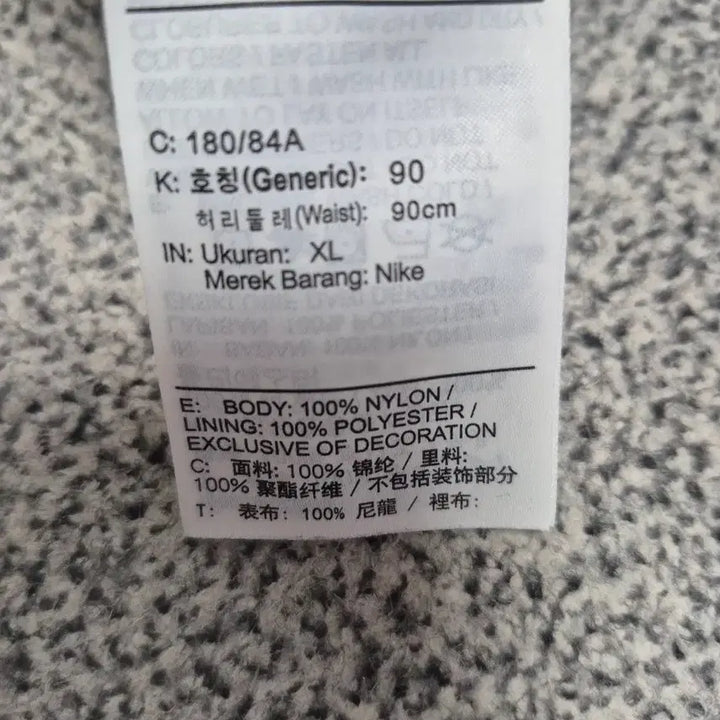 C: 180/84A
K: 호칭(Generic): 90
허리둘레(Waist): 90cm
IN: Ukuran: XL
Merek Barang: Nike
E: BODY: 100% NYLON /
LINING: 100% POLYESTER /
EXCLUSIVE OF DECORATION
C: 面料: 100% 锦纶 / 里料:
100% 聚酯纤维 / 不包括装饰部分
T: 表布: 100% 尼龍 / 裡布: